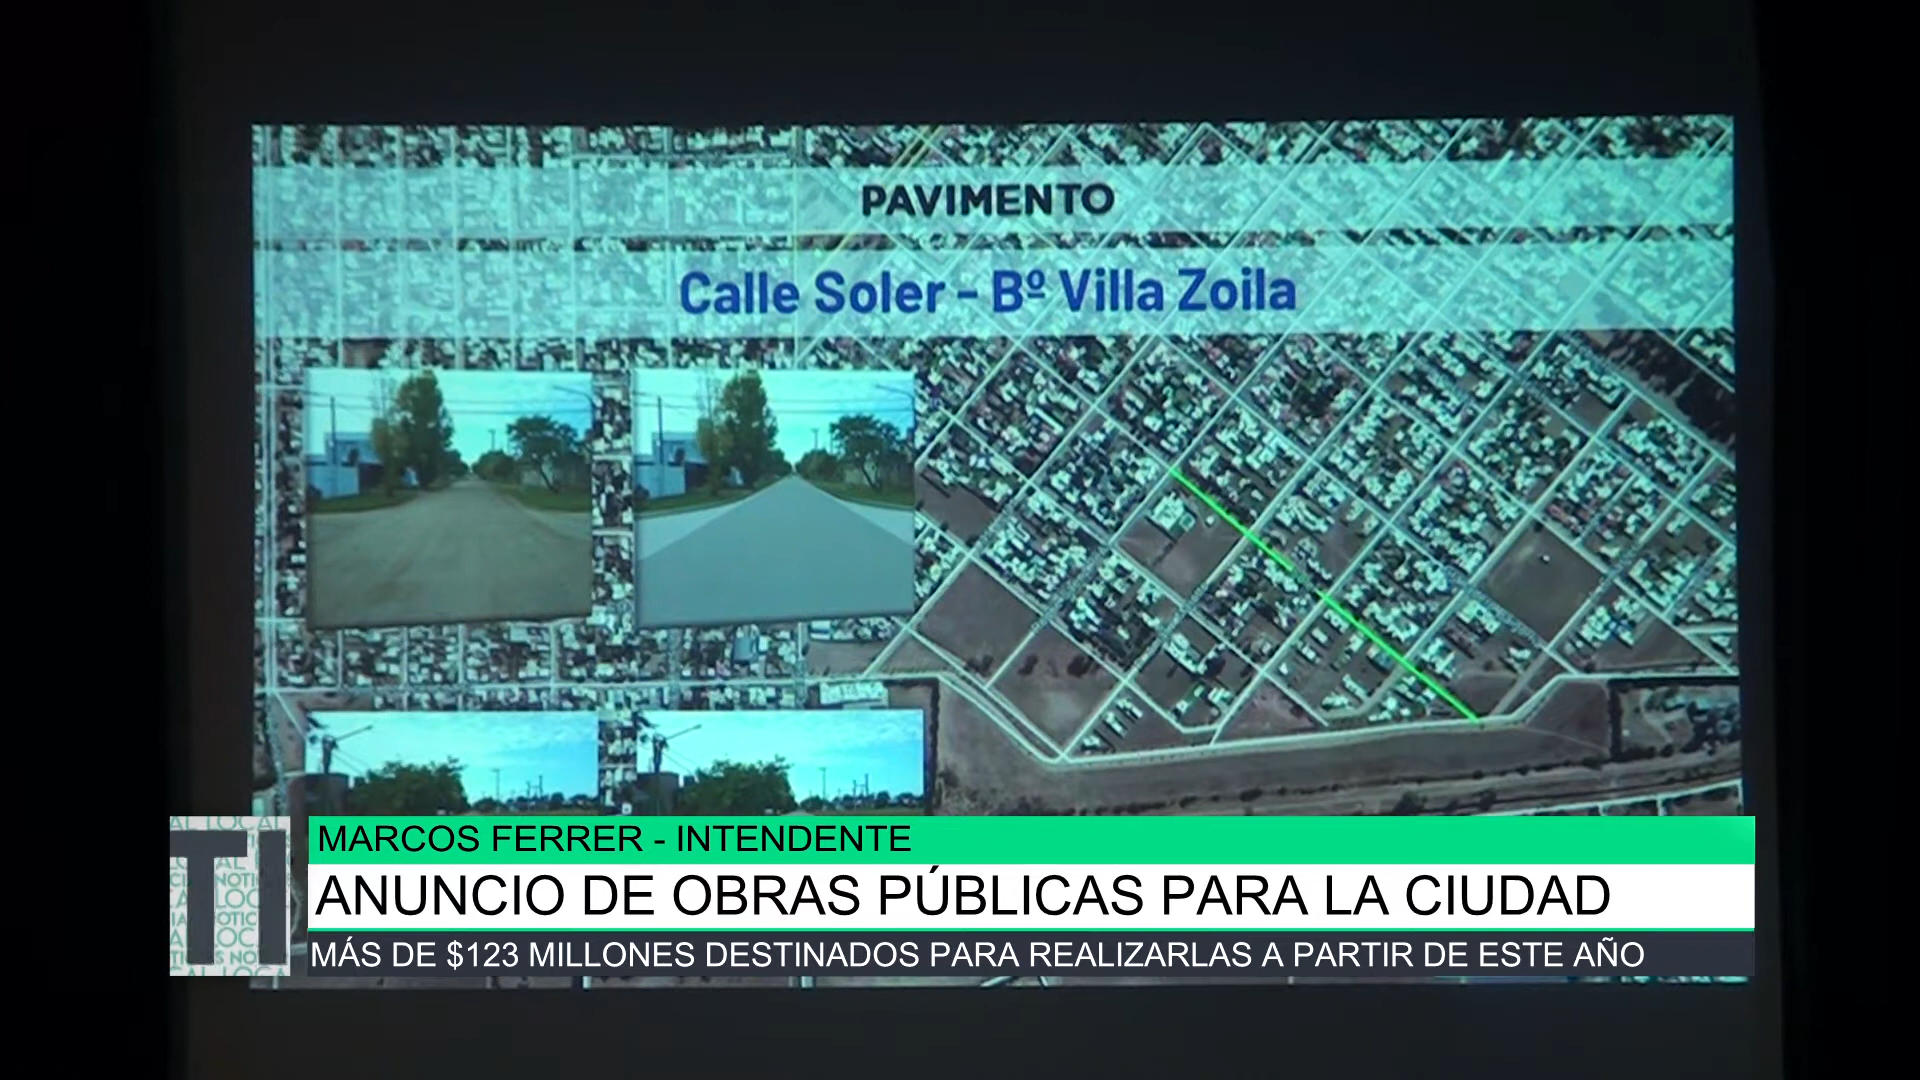 PAVIMENTO
Calle Soler - Bº Villa Zoila
MARCOS FERRER - INTENDENTE
TI
ANUNCIO DE OBRAS PÚBLICAS PARA LA CIUDAD
MÁS DE $123 MILLONES DESTINADOS PARA REALIZARLAS A PARTIR DE ESTE AÑO